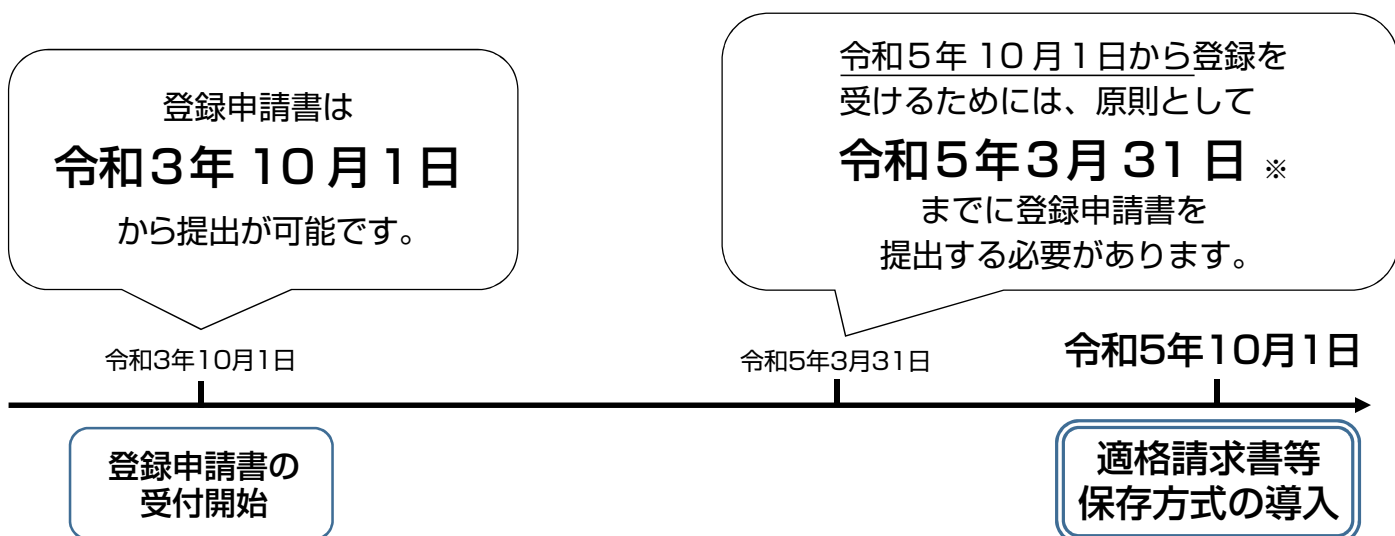 登録申請書は
令和３年 10 月１日
から提出が可能です。
令和５年 10 月１日から登録を
受けるためには、原則として
令和５年３月 31 日 ※
までに登録申請書を
提出する必要があります。
令和3年10月1日
令和5年3月31日
令和5年10月1日
登録申請書の
受付開始
適格請求書等
保存方式の導入